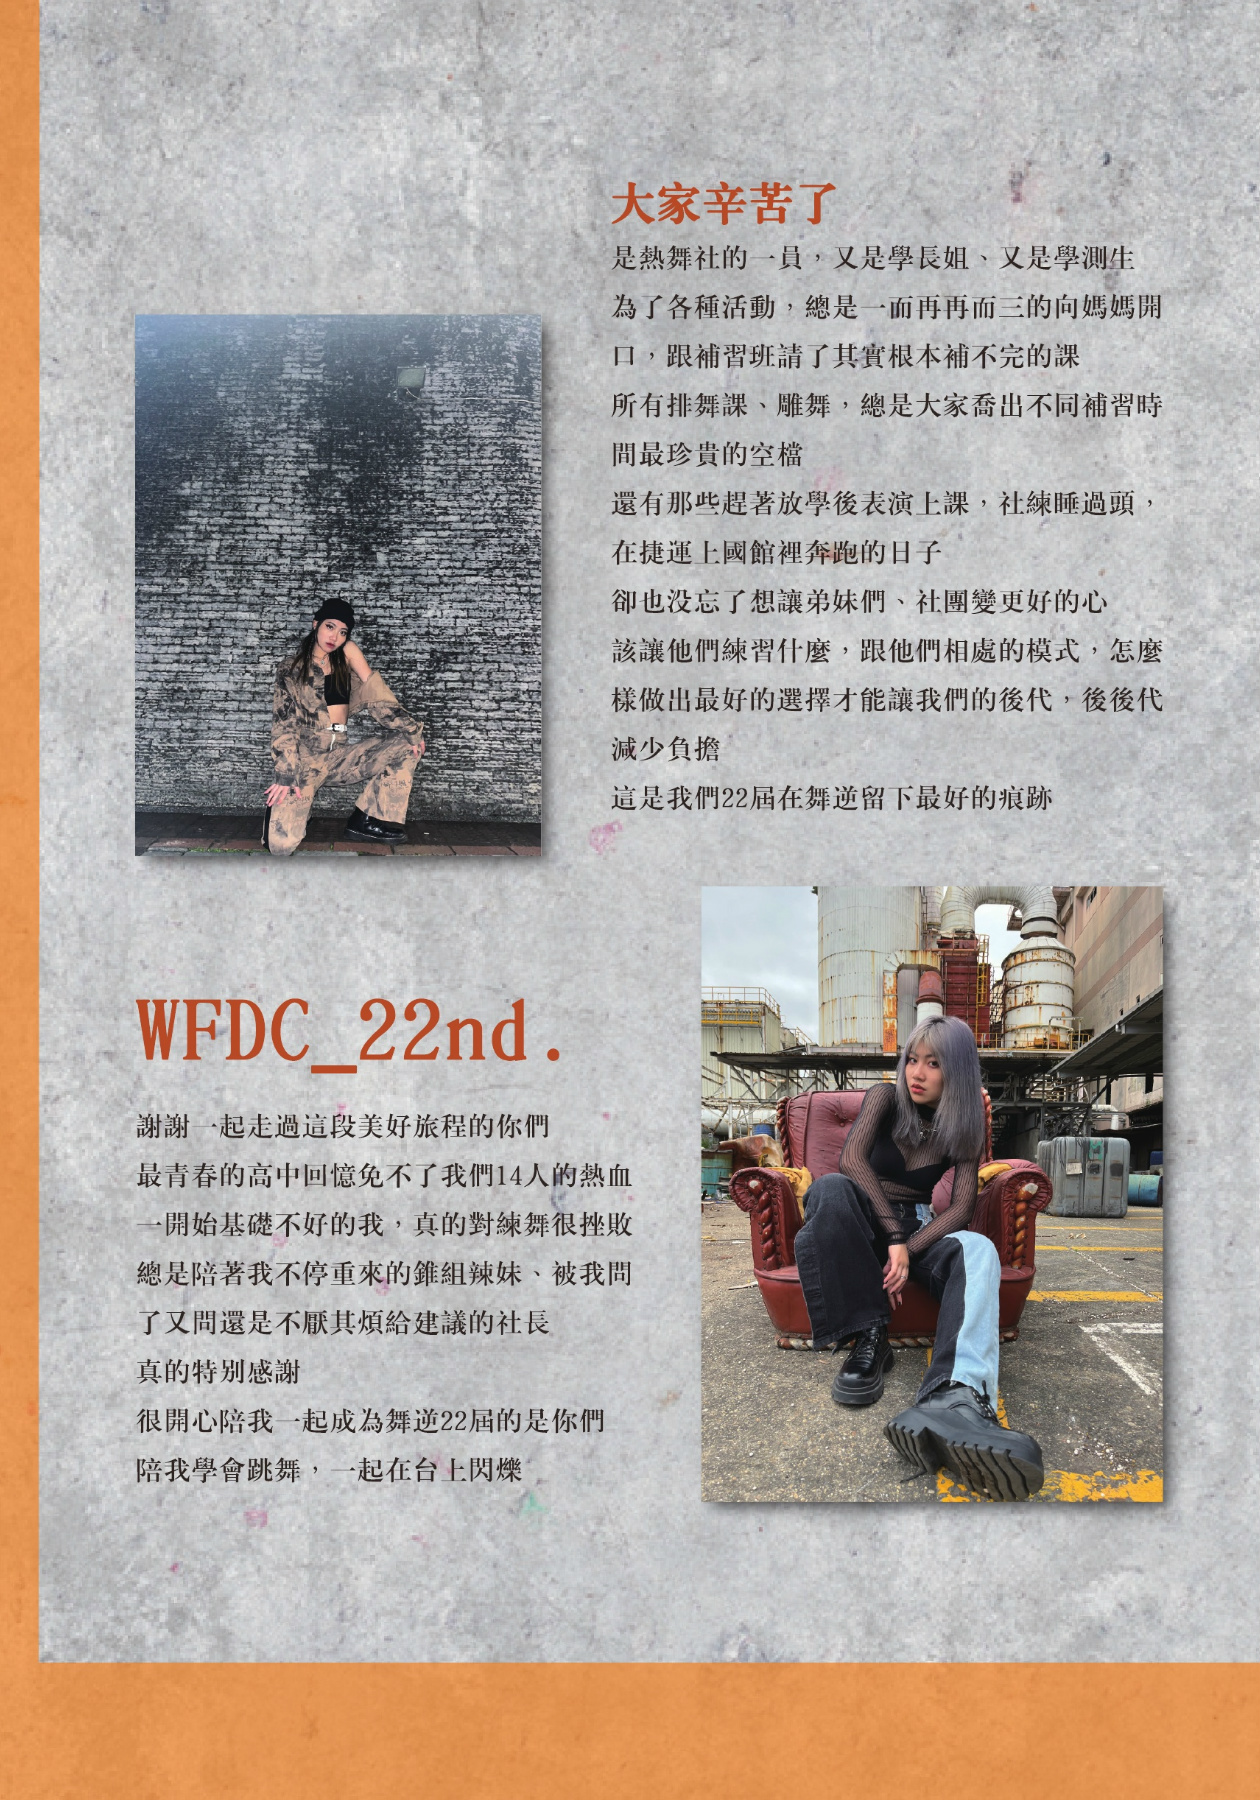 大家辛苦了
是熱舞社的一員，又是學長姐、又是學測生
為了各種活動，總是一而再再而三的向媽媽開
口，跟補習班請了其實根本補不完的課
所有排舞課、雕舞，總是大家喬出不同補習時
間最珍貴的空檔
還有那些趕著放學後表演上課，社練睡過頭，
在捷運上國館裡奔跑的日子
卻也没忘了想讓弟妹們、社團變更好的心
該讓他們練習什麼，跟他們相處的模式，怎麼
樣做出最好的選擇才能讓我們的後代，後後代
減少負擔
這是我們22屆在舞逆留下最好的痕跡
WFDC_22nd.
謝謝一起走過這段美好旅程的你們
最青春的高中回憶免不了我們14人的熱血
一開始基礎不好的我，真的對練舞很挫敗
總是陪著我不停重來的錐組辣妹、被我問
了又問還是不厭其煩給建議的社長
真的特別感謝
很開心陪我一起成為舞逆22屆的是你們
陪我學會跳舞，一起在台上閃爍